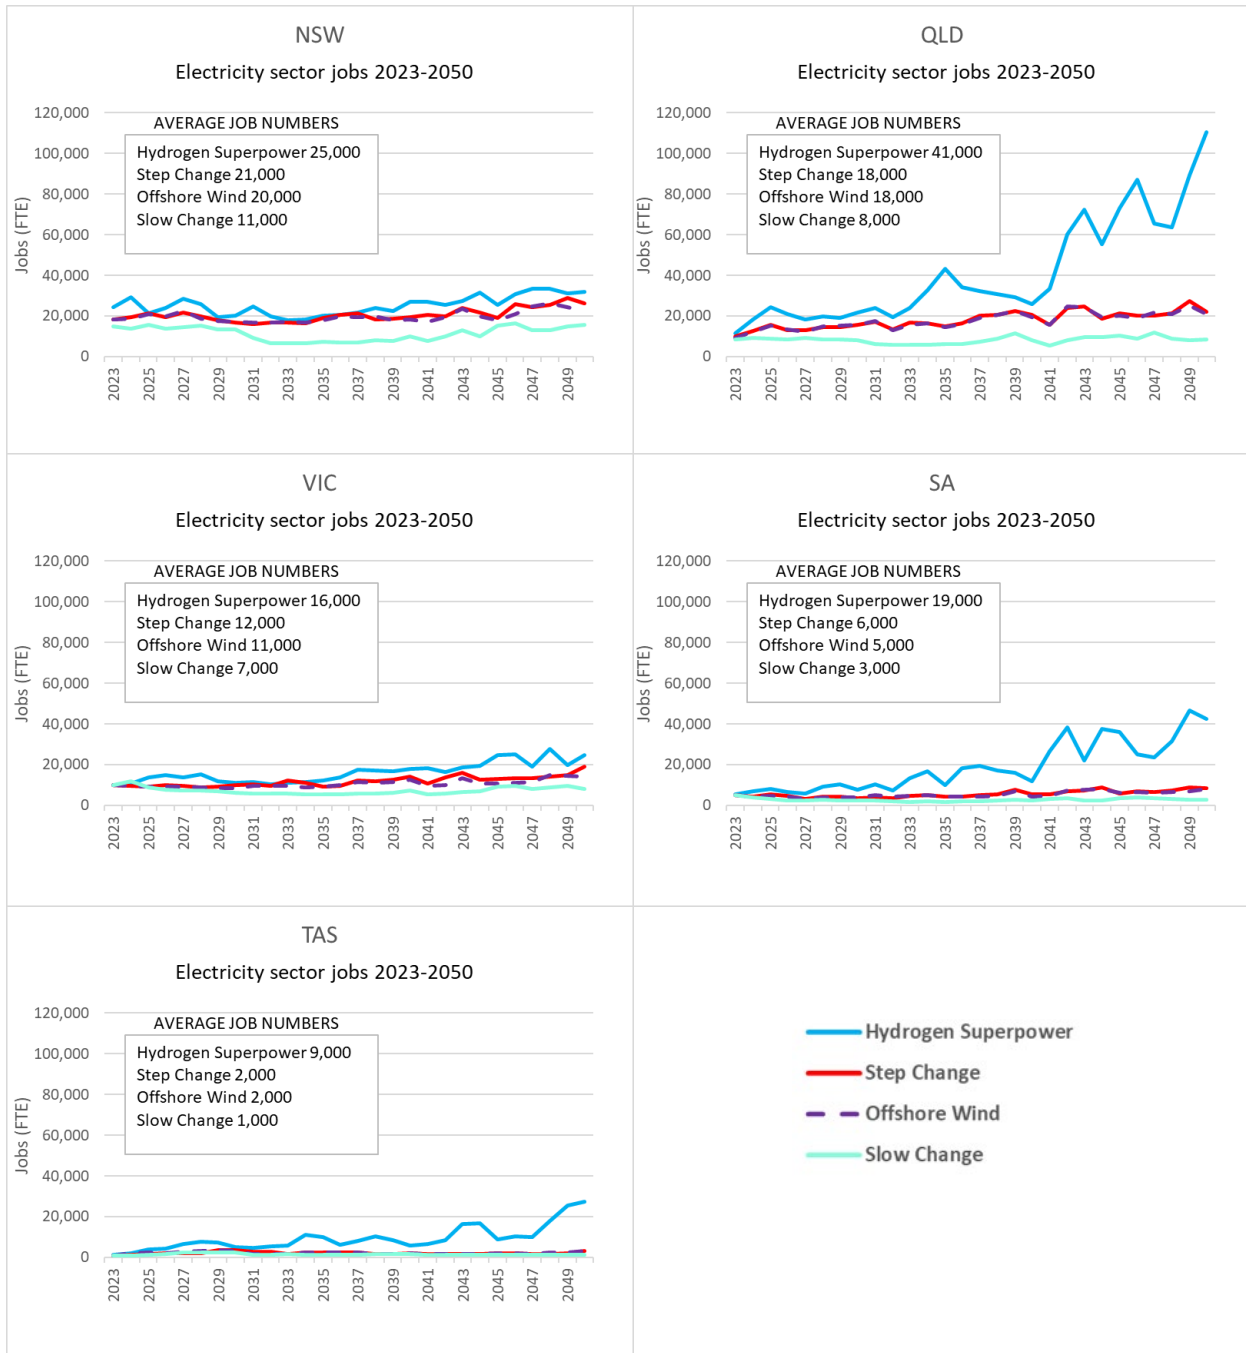 NSW
Electricity sector jobs 2023-2050
120,000
100,000
80,000
60,000
40,000
20,000
0
Jobs (FTE)
AVERAGE JOB NUMBERS
Hydrogen Superpower 25,000
Step Change 21,000
Offshore Wind 20,000
Slow Change 11,000
2023
2025
2027
2029
2031
2033
2035
2037
2039
2041
2043
2045
2047
2049
QLD
Electricity sector jobs 2023-2050
120,000
100,000
80,000
60,000
40,000
20,000
0
Jobs (FTE)
AVERAGE JOB NUMBERS
Hydrogen Superpower 41,000
Step Change 18,000
Offshore Wind 18,000
Slow Change 8,000
2023
2025
2027
2029
2031
2033
2035
2037
2039
2041
2043
2045
2047
2049
VIC
Electricity sector jobs 2023-2050
120,000
100,000
80,000
60,000
40,000
20,000
0
Jobs (FTE)
AVERAGE JOB NUMBERS
Hydrogen Superpower 16,000
Step Change 12,000
Offshore Wind 11,000
Slow Change 7,000
2023
2025
2027
2029
2031
2033
2035
2037
2039
2041
2043
2045
2047
2049
SA
Electricity sector jobs 2023-2050
120,000
100,000
80,000
60,000
40,000
20,000
0
Jobs (FTE)
AVERAGE JOB NUMBERS
Hydrogen Superpower 19,000
Step Change 6,000
Offshore Wind 5,000
Slow Change 3,000
2023
2025
2027
2029
2031
2033
2035
2037
2039
2041
2043
2045
2047
2049
TAS
Electricity sector jobs 2023-2050
120,000
100,000
80,000
60,000
40,000
20,000
0
Jobs (FTE)
AVERAGE JOB NUMBERS
Hydrogen Superpower 9,000
Step Change 2,000
Offshore Wind 2,000
Slow Change 1,000
2023
2025
2027
2029
2031
2033
2035
2037
2039
2041
2043
2045
2047
2049
Hydrogen Superpower
Step Change
Offshore Wind
Slow Change